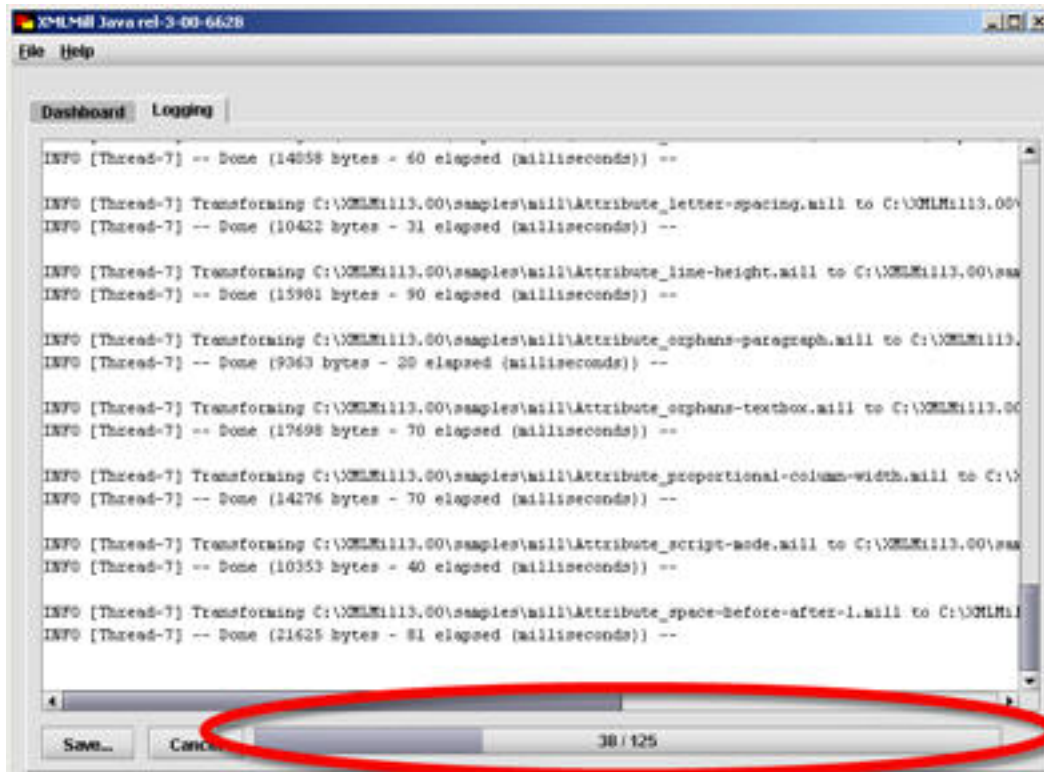 XMLMill Java rel-3-00-6628
File Help
Dashboard Logging
INFO [Thread-7] -- Done (14058 bytes - 60 elapsed (milliseconds)) --
INFO [Thread-7] Transforming C:\XMLMill3.00\samples\mill\Attribute_letter-spacing.mill to C:\XMLMill3.00\
INFO [Thread-7] -- Done (10422 bytes - 31 elapsed (milliseconds)) --
INFO [Thread-7] Transforming C:\XMLMill3.00\samples\mill\Attribute_line-height.mill to C:\XMLMill3.00\sam
INFO [Thread-7] -- Done (15981 bytes - 90 elapsed (milliseconds)) --
INFO [Thread-7] Transforming C:\XMLMill3.00\samples\mill\Attribute_orphans-paragraph.mill to C:\XMLMill3.
INFO [Thread-7] -- Done (9363 bytes - 20 elapsed (milliseconds)) --
INFO [Thread-7] Transforming C:\XMLMill3.00\samples\mill\Attribute_orphans-textbox.mill to C:\XMLMill3.00
INFO [Thread-7] -- Done (17698 bytes - 70 elapsed (milliseconds)) --
INFO [Thread-7] Transforming C:\XMLMill3.00\samples\mill\Attribute_proportional-column-width.mill to C:\X
INFO [Thread-7] -- Done (14276 bytes - 70 elapsed (milliseconds)) --
INFO [Thread-7] Transforming C:\XMLMill3.00\samples\mill\Attribute_script-mode.mill to C:\XMLMill3.00\sam
INFO [Thread-7] -- Done (10353 bytes - 40 elapsed (milliseconds)) --
INFO [Thread-7] Transforming C:\XMLMill3.00\samples\mill\Attribute_space-before-after-1.mill to C:\XMLMil
INFO [Thread-7] -- Done (21625 bytes - 81 elapsed (milliseconds)) --
Save... Cancel 38 / 125